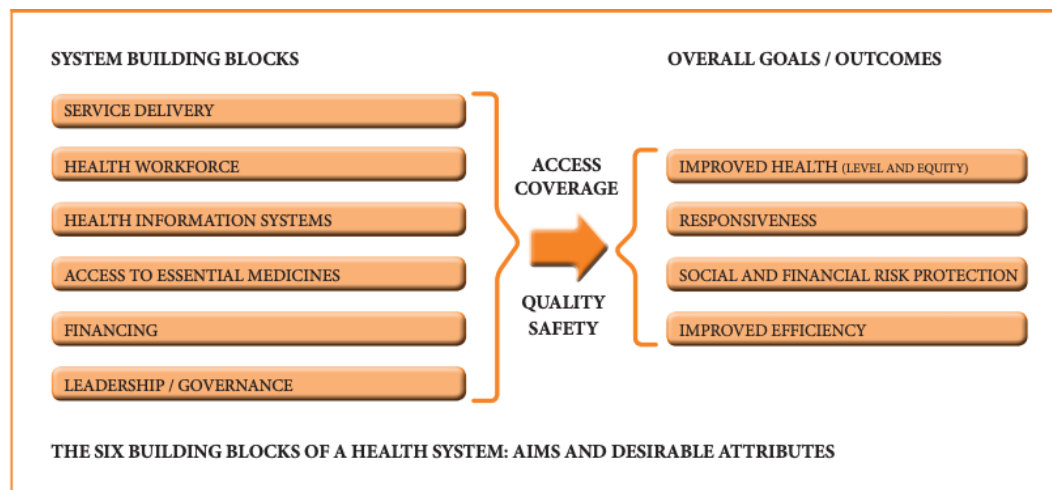 SYSTEM BUILDING BLOCKS
SERVICE DELIVERY
HEALTH WORKFORCE
HEALTH INFORMATION SYSTEMS
ACCESS TO ESSENTIAL MEDICINES
FINANCING
LEADERSHIP / GOVERNANCE
ACCESS
COVERAGE
QUALITY
SAFETY
OVERALL GOALS / OUTCOMES
IMPROVED HEALTH (LEVEL AND EQUITY)
RESPONSIVENESS
SOCIAL AND FINANCIAL RISK PROTECTION
IMPROVED EFFICIENCY
THE SIX BUILDING BLOCKS OF A HEALTH SYSTEM: AIMS AND DESIRABLE ATTRIBUTES